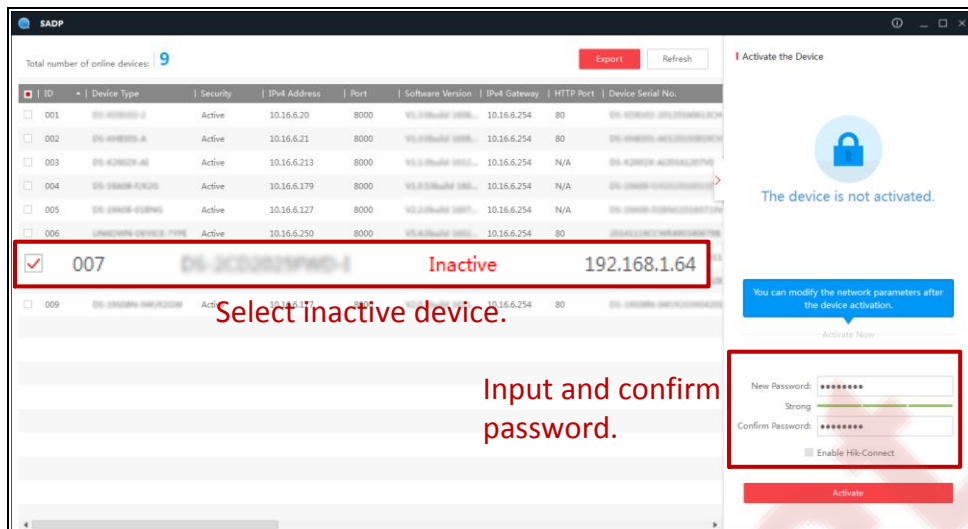 SADP
Total number of online devices: 9
Export
Refresh
ID | Device Type | Security | IPv4 Address | Port | Software Version | IPv4 Gateway | HTTP Port | Device Serial No.
001 Active 10.16.6.20 8000 10.16.6.254 80
002 Active 10.16.6.21 8000 10.16.6.254 80
003 Active 10.16.6.213 8000 10.16.6.254 N/A
004 Active 10.16.6.179 8000 10.16.6.254 N/A
005 Active 10.16.6.127 8000 10.16.6.254 N/A
006 Active 10.16.6.250 8000 10.16.6.254 80
007 Inactive 192.168.1.64
009 10.16.6.254 80
Select inactive device.
Input and confirm
password.
Activate the Device
The device is not activated.
You can modify the network parameters after
the device activation.
Activate Now
New Password: ●●●●●●●●
Strong
Confirm Password: ●●●●●●●●
Enable Hik-Connect
Activate